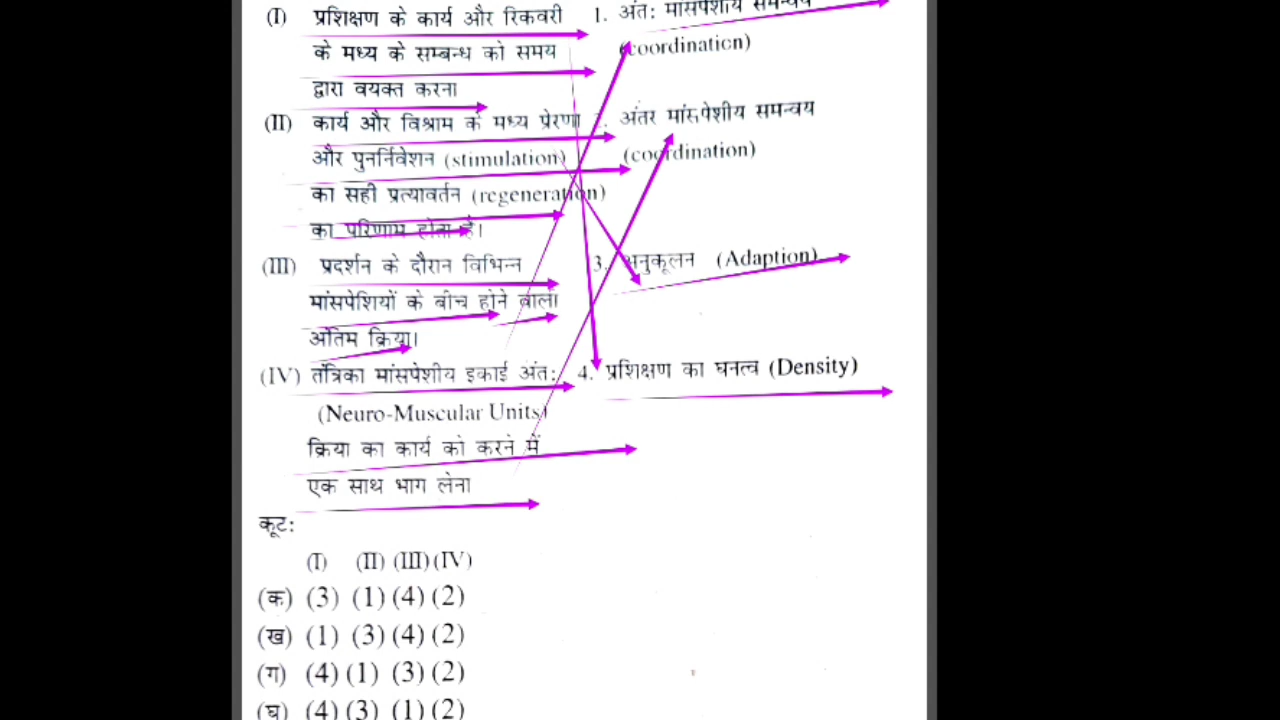 (I) प्रशिक्षण के कार्य और रिकवरी 1. अंत: मांसपेशीय समन्वय
के मध्य के सम्बन्ध को समय (coordination)
द्वारा वयक्त करना
(II) कार्य और विश्राम के मध्य प्रेरणा . अंतर मांसपेशीय समन्वय
और पुनर्निवेशन (stimulation) (coordination)
का सही प्रत्यावर्तन (regeneration)
का परिणाम होता है।
(III) प्रदर्शन के दौरान विभिन्न 3. अनुकूलन (Adaption)
मांसपेशियों के बीच होने वाली
अंतिम क्रिया।
(IV) तंत्रिका मांसपेशीय इकाई अंत: 4. प्रशिक्षण का घनत्व (Density)
(Neuro-Muscular Units)
क्रिया का कार्य को करने में
एक साथ भाग लेना
कूट:
(I) (II) (III) (IV)
(क) (3) (1) (4) (2)
(ख) (1) (3) (4) (2)
(ग) (4) (1) (3) (2)
(घ) (4) (3) (1) (2)